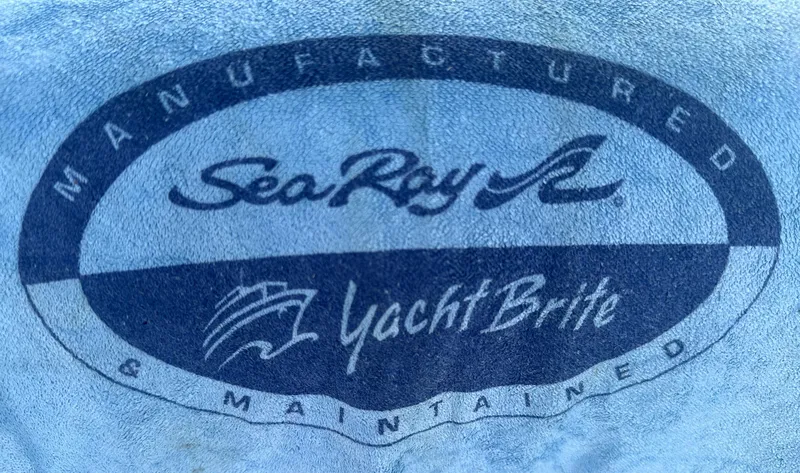 MANUFACTURED
Sea Ray ®
Yacht Brite
& MAINTAINED